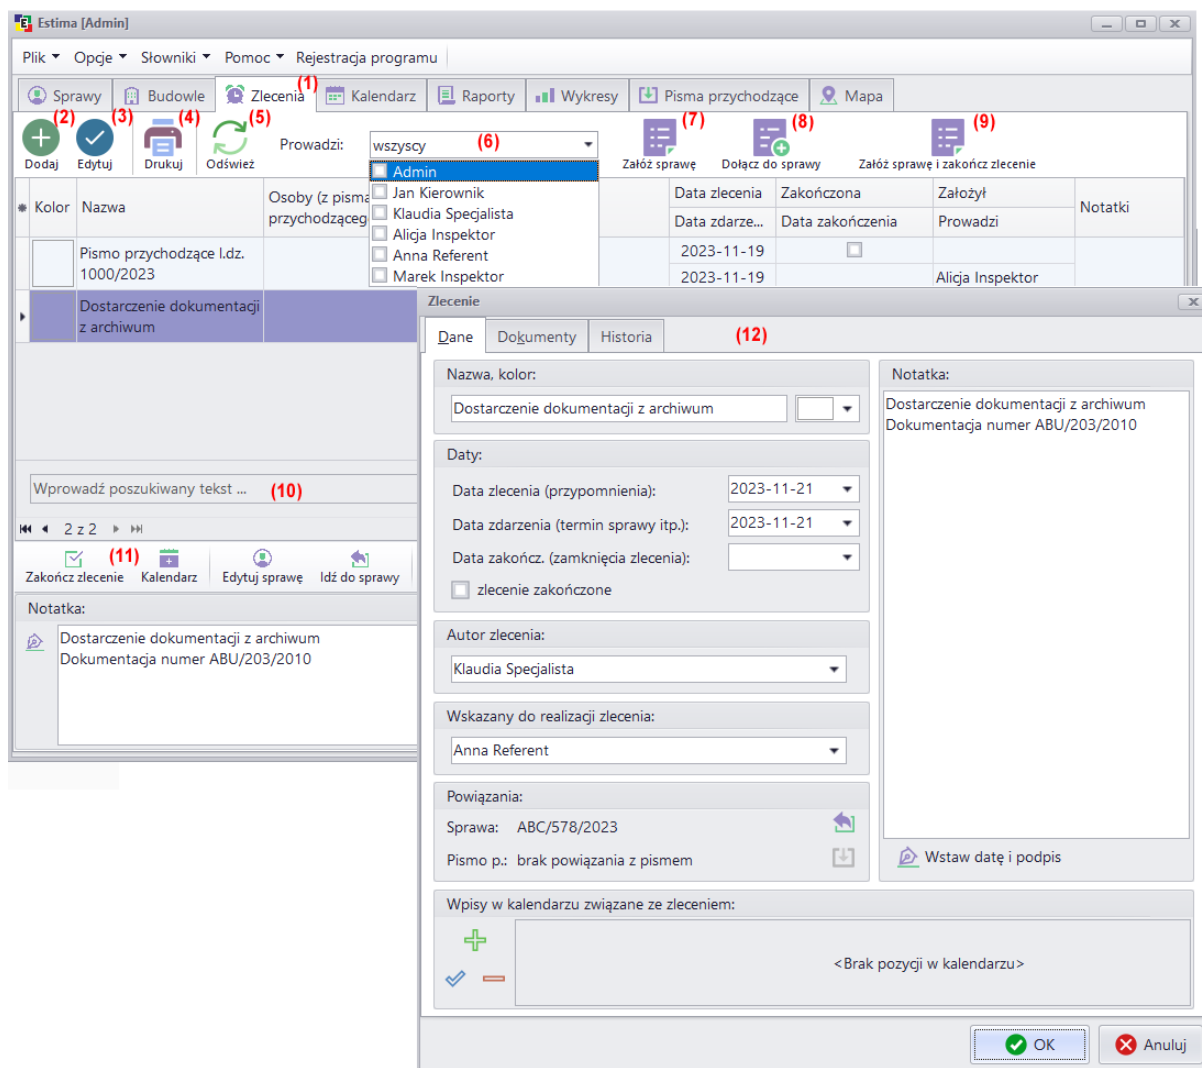 Estima [Admin]
Plik Opcje Słowniki Pomoc Rejestracja programu
Sprawy Budowle Zlecenia (1) Kalendarz Raporty Wykresy Pisma przychodzące Mapa
(2) (3) (4) (5) (6) (7) (8) (9)
Dodaj Edytuj Drukuj Odśwież Prowadzi: wszyscy Załóż sprawę Dołącz do sprawy Załóż sprawę i zakończ zlecenie
Admin
Jan Kierownik
Klaudia Specjalista
Alicja Inspektor
Anna Referent
Marek Inspektor
Kolor Nazwa Osoby (z pisma Data zlecenia Zakończona Założył Notatki
przychodząceg Data zdarze... Data zakończenia Prowadzi
Pismo przychodzące l.dz. 2023-11-19
1000/2023 2023-11-19 Alicja Inspektor
Dostarczenie dokumentacji
z archiwum
Wprowadź poszukiwany tekst ... (10)
2 z 2
(11)
Zakończ zlecenie Kalendarz Edytuj sprawę Idź do sprawy
Notatka:
Dostarczenie dokumentacji z archiwum
Dokumentacja numer ABU/203/2010
Zlecenie
Dane Dokumenty Historia (12)
Nazwa, kolor:
Dostarczenie dokumentacji z archiwum
Daty:
Data zlecenia (przypomnienia): 2023-11-21
Data zdarzenia (termin sprawy itp.): 2023-11-21
Data zakończ. (zamknięcia zlecenia):
zlecenie zakończone
Autor zlecenia:
Klaudia Specjalista
Wskazany do realizacji zlecenia:
Anna Referent
Powiązania:
Sprawa: ABC/578/2023
Pismo p.: brak powiązania z pismem
Notatka:
Dostarczenie dokumentacji z archiwum
Dokumentacja numer ABU/203/2010
Wstaw datę i podpis
Wpisy w kalendarzu związane ze zleceniem:
<Brak pozycji w kalendarzu>
OK Anuluj